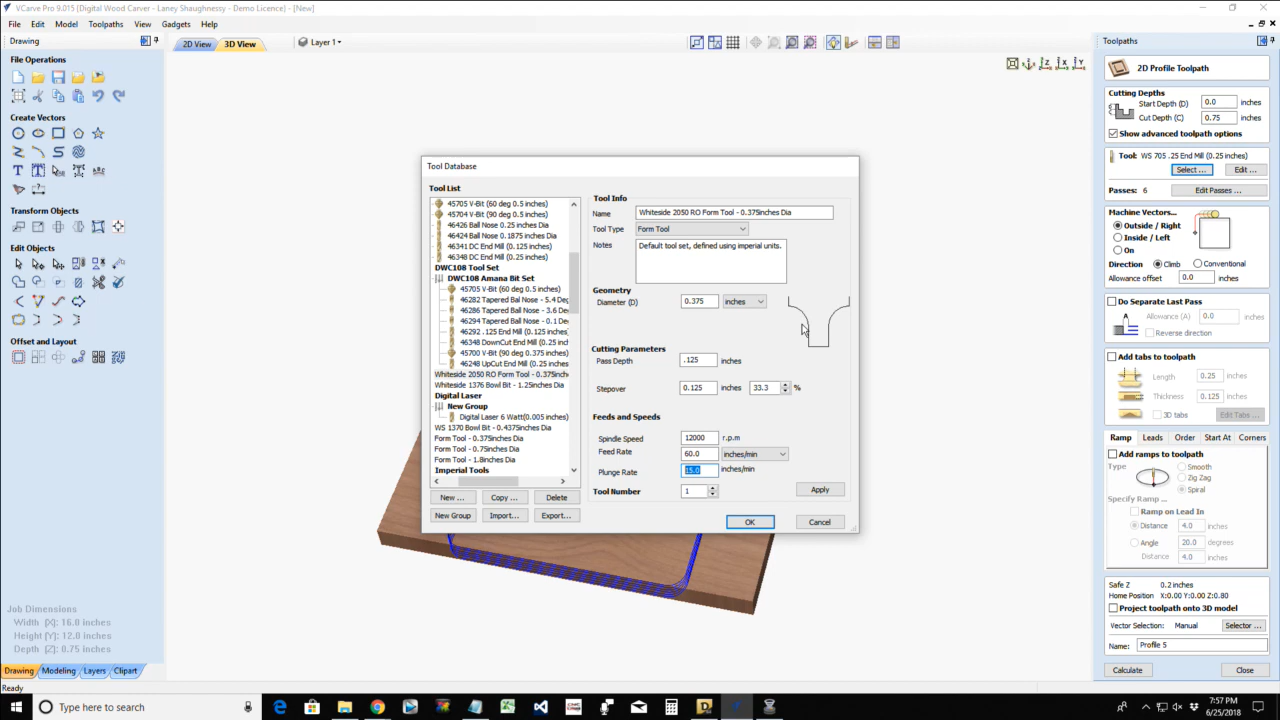 VCarve Pro 9.015 [Digital Wood Carver - Laney Shaughnessy - Demo Licence] - [New]
File Edit Model Toolpaths View Gadgets Help
Drawing
2D View 3D View Layer 1
File Operations
Create Vectors
Transform Objects
Edit Objects
Offset and Layout
Job Dimensions
Width (X): 16.0 inches
Height (Y): 12.0 inches
Depth (Z): 0.75 inches
Drawing Modeling Layers Clipart
Ready
Tool Database
Tool List
45705 V-Bit (60 deg 0.5 inches)
45704 V-Bit (90 deg 0.5 inches)
46426 Ball Nose 0.25 inches)
46424 Ball Nose 0.1875 inches)
46341 DC End Mill (0.125 inches)
46348 DC End Mill (0.25 inches)
DWC108 Tool Set
DWC108 Amana Bit Set
45705 V-Bit (60 deg 0.5 inches)
46282 Tapered Bal Nose - 5.4 Deg
46286 Tapered Ball Nose - 3.6 De
46294 Tapered Ball Nose - 0.1 De
46292 .125 End Mill (0.125 inches)
46348 DownCut End Mill (0.25 incl
45700 V-Bit (90 deg 0.375 inches)
46248 UpCut End Mill (0.25 inches
Whiteside 2050 RO Form Tool - 0.375inch
Whiteside 1376 Bowl Bit - 1.25inches Dia
Digital Laser
New Group
Digital Laser 6 Watt(0.005 inches)
WS 1370 Bowl Bit - 0.4375inches Dia
Form Tool - 0.375inches Dia
Form Tool - 0.75inches Dia
Form Tool - 1.8inches Dia
Imperial Tools
New ... Copy ... Delete
New Group Import... Export...
Tool Info
Name Whiteside 2050 RO Form Tool - 0.375inches Dia
Tool Type Form Tool
Notes Default tool set, defined using imperial units.
Geometry
Diameter (D) 0.375 inches
Cutting Parameters
Pass Depth .125 inches
Stepover 0.125 inches 33.3 %
Feeds and Speeds
Spindle Speed 12000 r.p.m
Feed Rate 60.0 inches/min
Plunge Rate 15.0 inches/min
Tool Number 1 Apply
OK Cancel
Toolpaths
2D Profile Toolpath
Cutting Depths
Start Depth (D) 0.0 inches
Cut Depth (C) 0.75 inches
Show advanced toolpath options
Tool: WS 705 .25 End Mill (0.25 inches)
Select ... Edit ...
Passes: 6 Edit Passes ...
Machine Vectors...
Outside / Right
Inside / Left
On
Direction Climb Conventional
Allowance offset 0.0 inches
Do Separate Last Pass
Allowance (A) 0.0 inches
Reverse direction
Add tabs to toolpath
Length 0.25 inches
Thickness 0.125 inches
3D tabs Edit Tabs ...
Ramp Leads Order Start At Corners
Add ramps to toolpath
Type Smooth
Zig Zag
Spiral
Specify Ramp ...
Ramp on Lead In
Distance 4.0 inches
Angle 20.0 degrees
Distance 4.0 inches
Safe Z 0.2 inches
Home Position X:0.00 Y:0.00 Z:0.80
Project toolpath onto 3D model
Vector Selection: Manual Selector ...
Name: Profile 5
Calculate Close
Type here to search
7:57 PM
6/25/2018